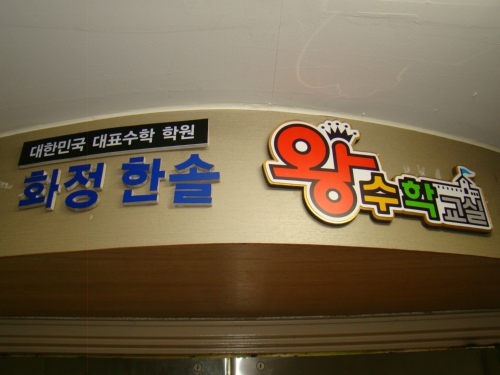 대한민국 대표수학 학원
화정 한솔
왕수학교실